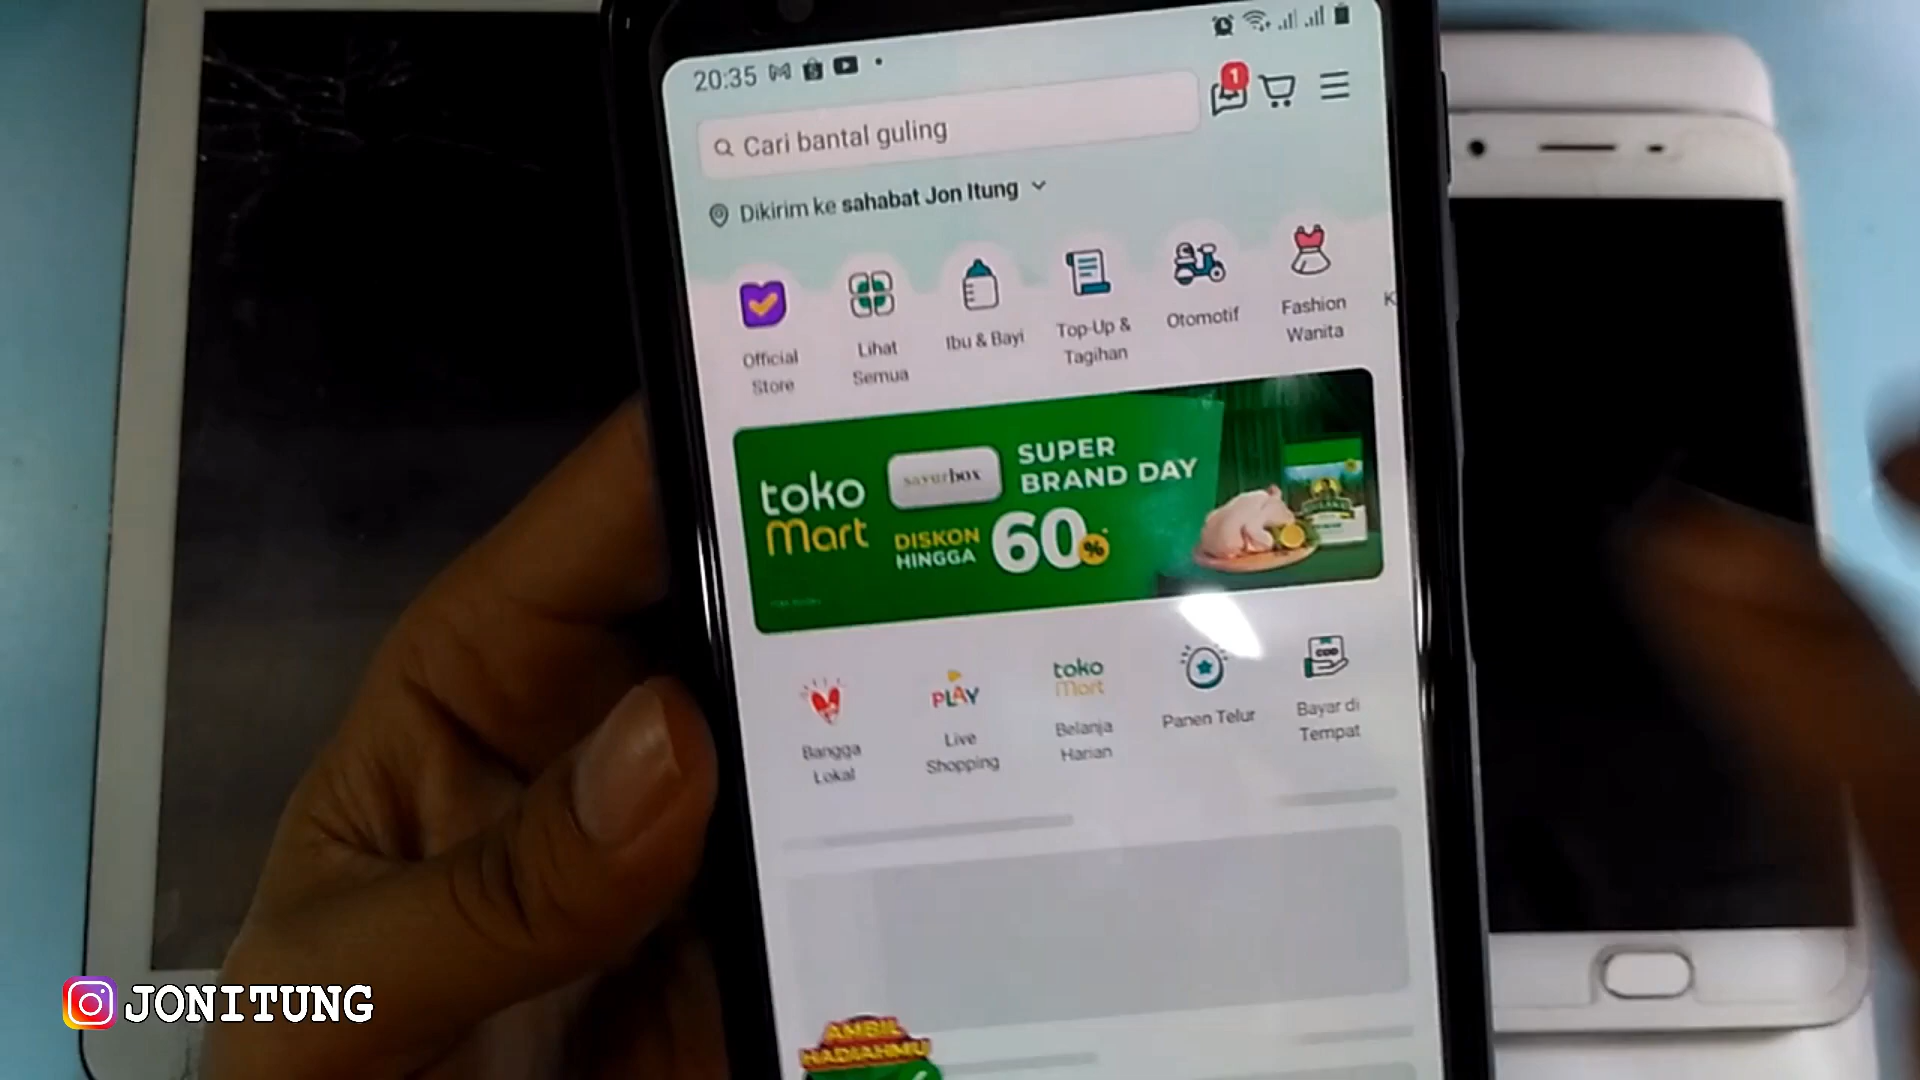 20:35
1
Cari bantal guling
Dikirim ke sahabat Jon Itung
Official
Store
Lihat
Semua
Ibu & Bayi
Top-Up &
Tagihan
Otomotif
Fashion
Wanita
K
toko
mart
sayurbox
SUPER
BRAND DAY
DISKON
HINGGA
60%
Bangga
Lokal
PLAY
Live
Shopping
toko
mart
Belanja
Harian
Panen Telur
COD
Bayar di
Tempat
AMBIL
HADIAHMU
JONITUNG